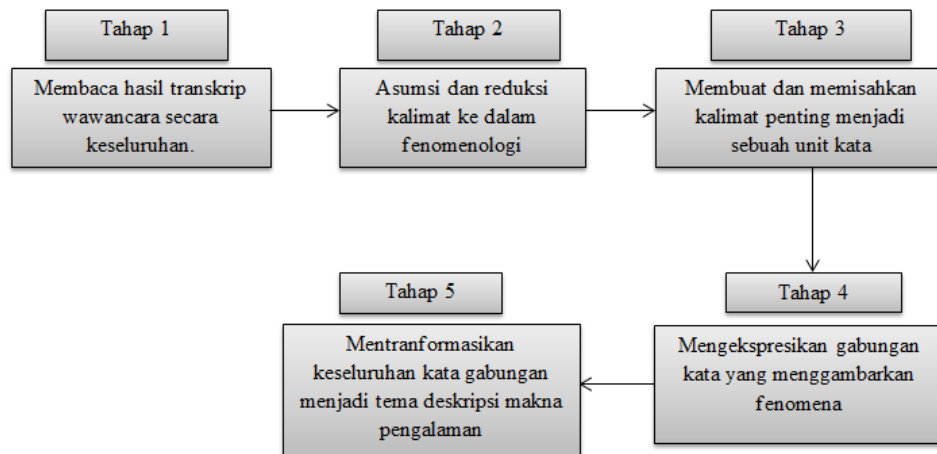 Tahap 1
Membaca hasil transkrip
wawancara secara
keseluruhan.
Tahap 2
Asumsi dan reduksi
kalimat ke dalam
fenomenologi
Tahap 3
Membuat dan memisahkan
kalimat penting menjadi
sebuah unit kata
Tahap 4
Mengekspresikan gabungan
kata yang menggambarkan
fenomena
Tahap 5
Mentranformasikan
keseluruhan kata gabungan
menjadi tema deskripsi makna
pengalaman